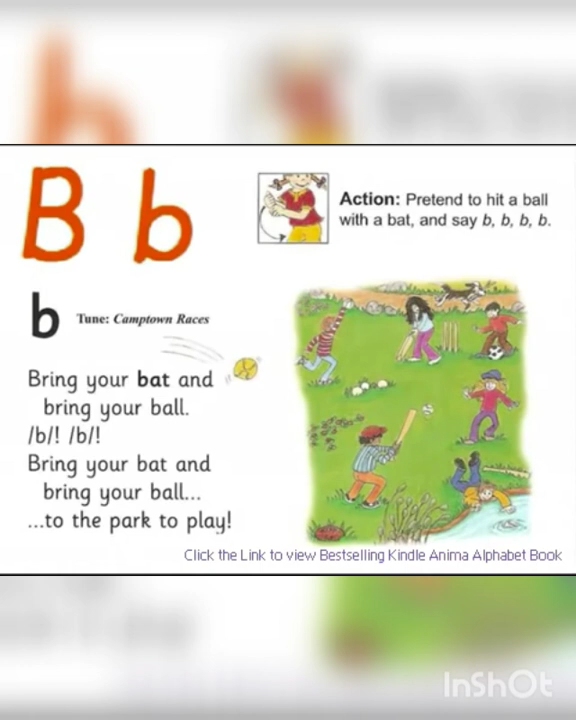 B b
Action: Pretend to hit a ball
with a bat, and say b, b, b, b.
b
Tune: Camptown Races
Bring your bat and
bring your ball.
/b/! /b/!
Bring your bat and
bring your ball...
...to the park to play!
Click the Link to view Bestselling Kindle Anima Alphabet Book
InShOt